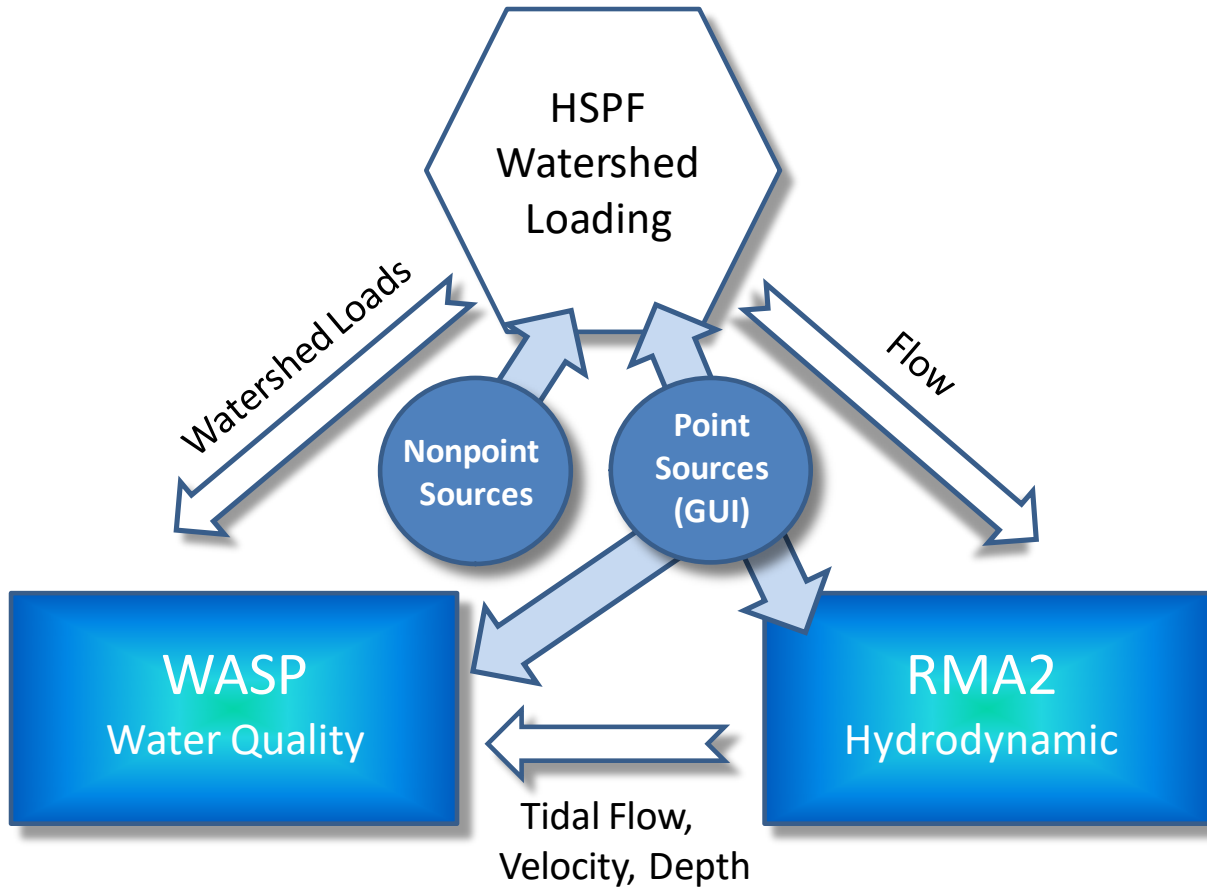 HSPF
Watershed
Loading
Watershed Loads
Flow
Nonpoint
Sources
Point
Sources
(GUI)
WASP
Water Quality
RMA2
Hydrodynamic
Tidal Flow,
Velocity, Depth